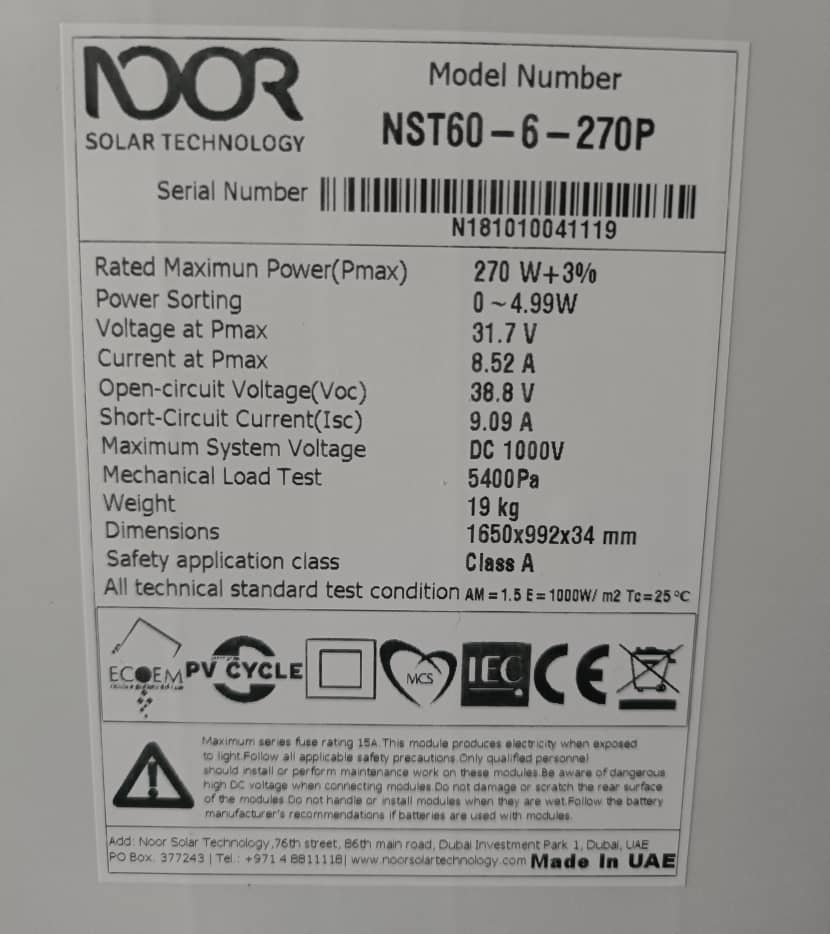 NOOR
SOLAR TECHNOLOGY
Model Number
NST60-6-270P
Serial Number
N181010041119
Rated Maximun Power(Pmax) 270 W+3%
Power Sorting 0~4.99W
Voltage at Pmax 31.7 V
Current at Pmax 8.52 A
Open-circuit Voltage(Voc) 38.8 V
Short-Circuit Current(Isc) 9.09 A
Maximum System Voltage DC 1000V
Mechanical Load Test 5400Pa
Weight 19 kg
Dimensions 1650x992x34 mm
Safety application class Class A
All technical standard test condition AM=1.5 E=1000W/ m2 Tc=25°C
ECOEM PV CYCLE MCS IEC CE
Maximum series fuse rating 15A.This module produces electricity when exposed
to light.Follow all applicable safety precautions.Only qualified personnel
should install or perform maintenance work on these modules.Be aware of dangerous
high DC voltage when connecting modules.Do not damage or scratch the rear surface
of the modules.Do not handle or install modules when they are wet.Follow the battery
manufacturer's recommendations if batteries are used with modules.
Add: Noor Solar Technology,76th street, 86th main road, Dubai Investment Park 1, Dubai, UAE
PO Box. 377243 | Tel.: +971 4 8811118| www.noorsolartechnology.com Made In UAE